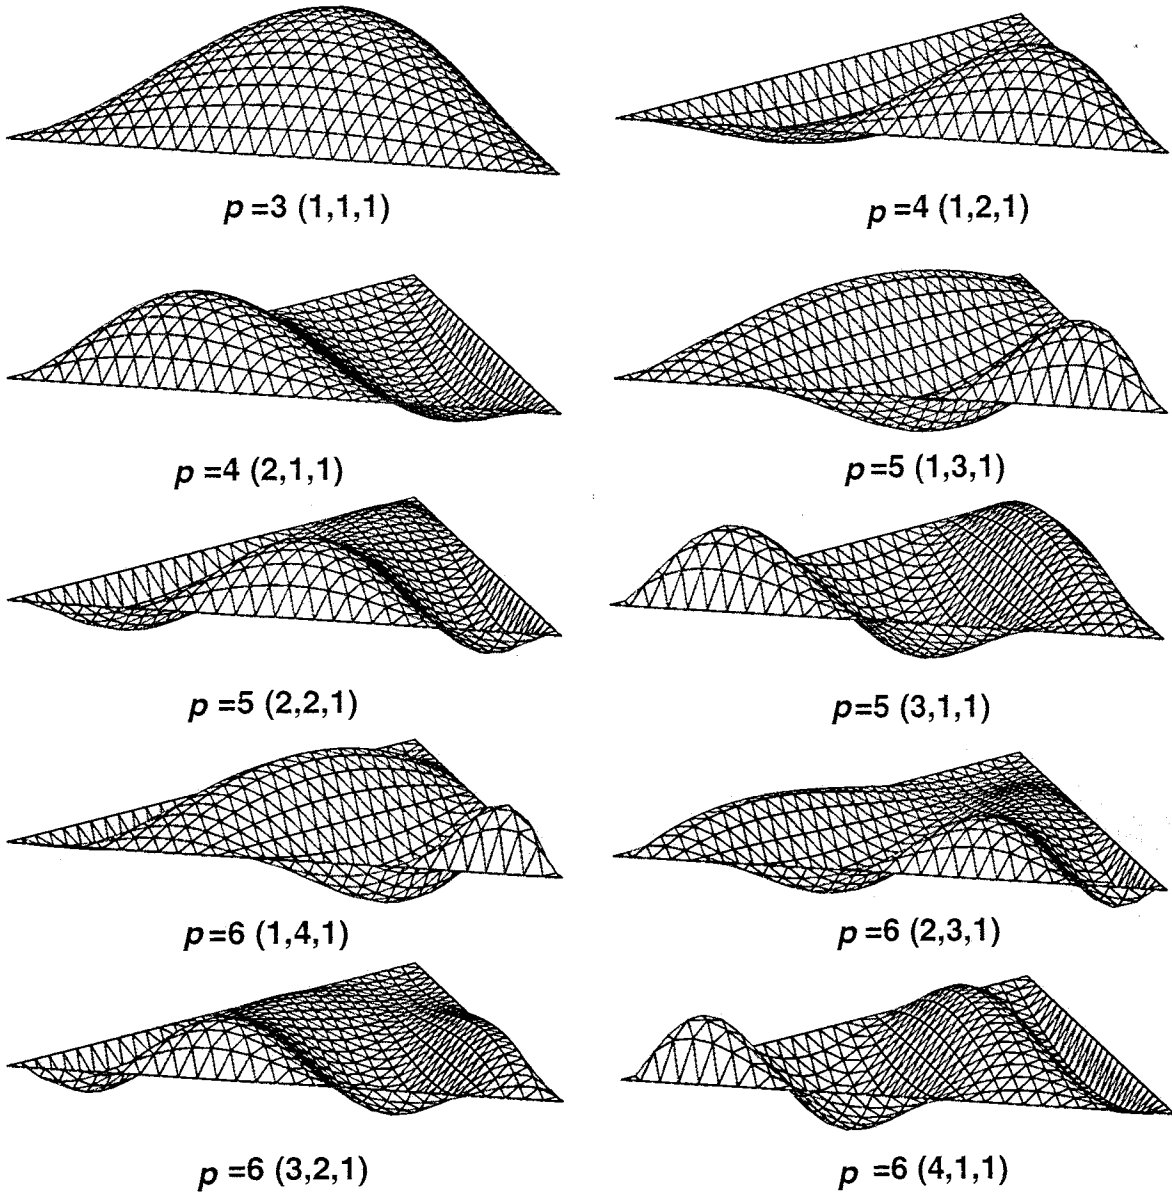 p=3 (1,1,1)
p=4 (1,2,1)
p=4 (2,1,1)
p=5 (1,3,1)
p=5 (2,2,1)
p=5 (3,1,1)
p=6 (1,4,1)
p=6 (2,3,1)
p=6 (3,2,1)
p=6 (4,1,1)